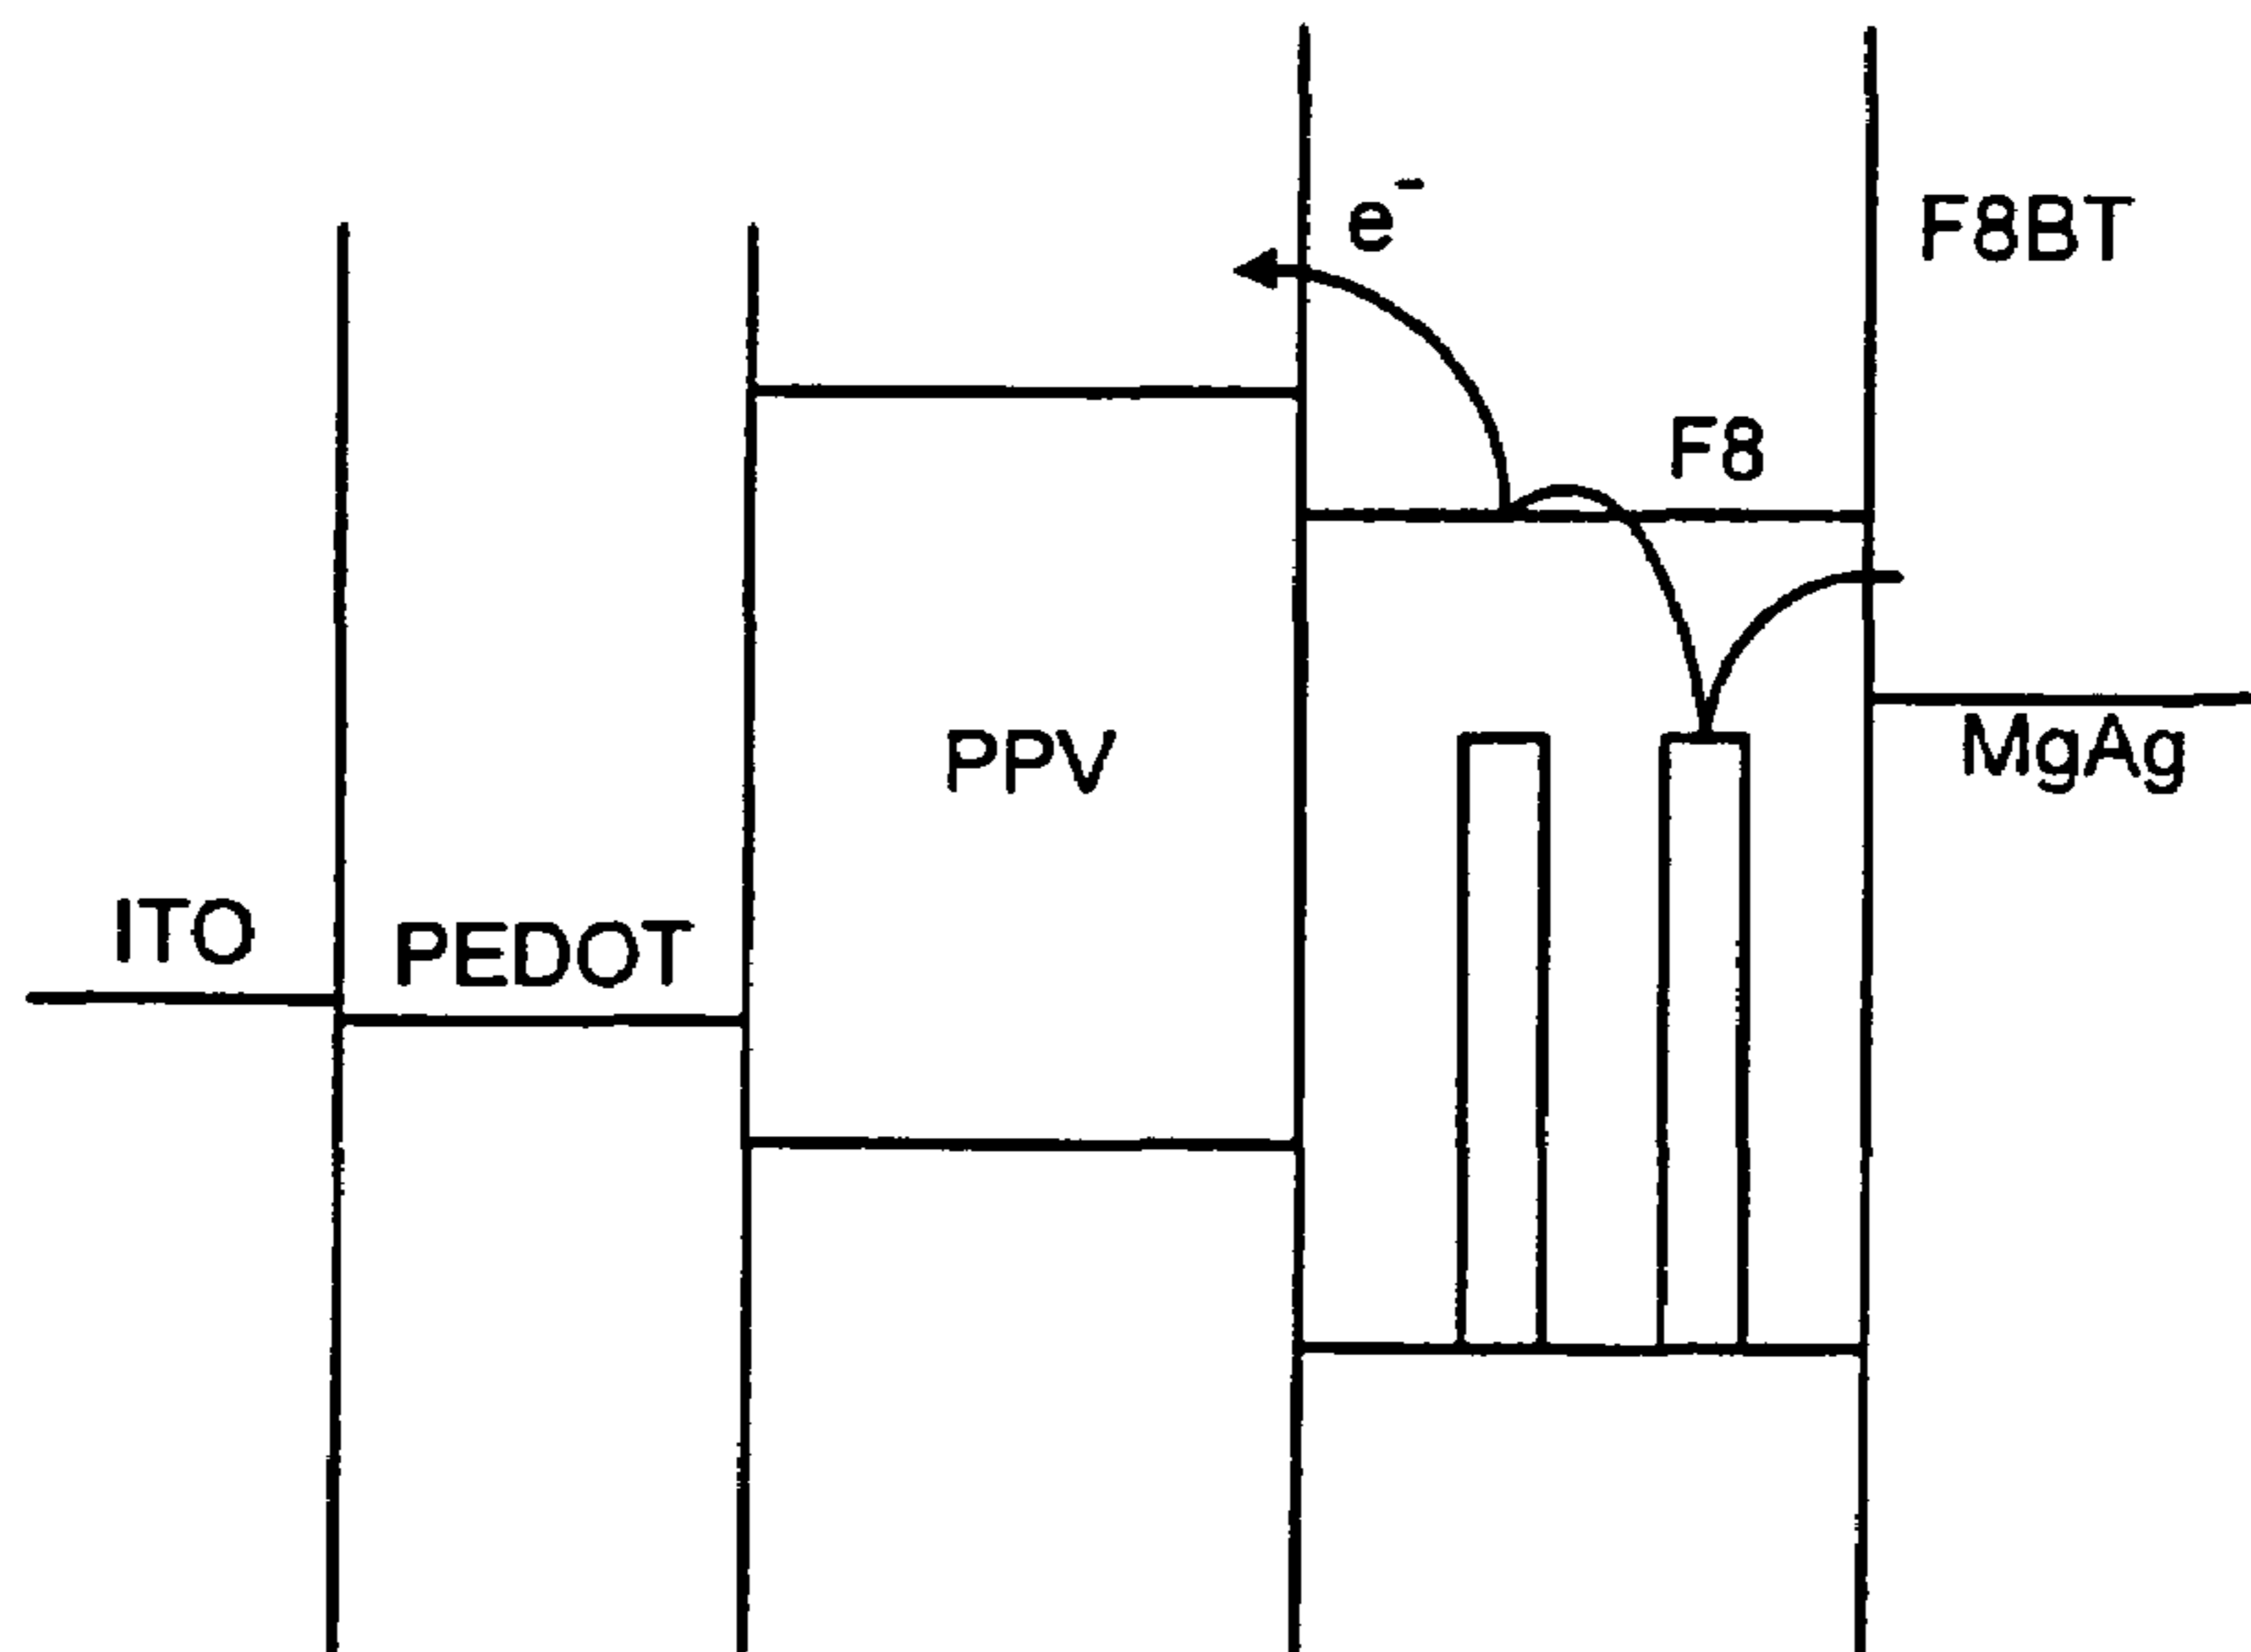 e⁻
F8BT
F8
PPV
MgAg
ITO
PEDOT